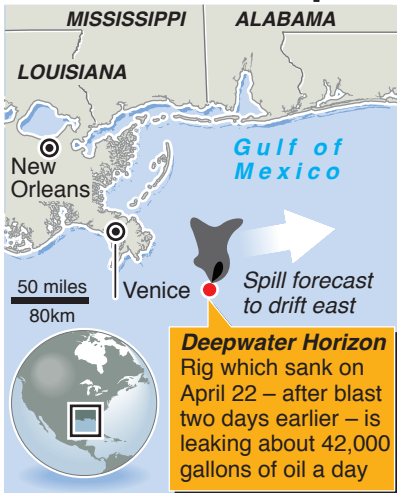 MISSISSIPPI
ALABAMA
LOUISIANA
Gulf of
Mexico
New
Orleans
50 miles
80km
Venice
Spill forecast
to drift east
Deepwater Horizon
Rig which sank on
April 22 – after blast
two days earlier – is
leaking about 42,000
gallons of oil a day